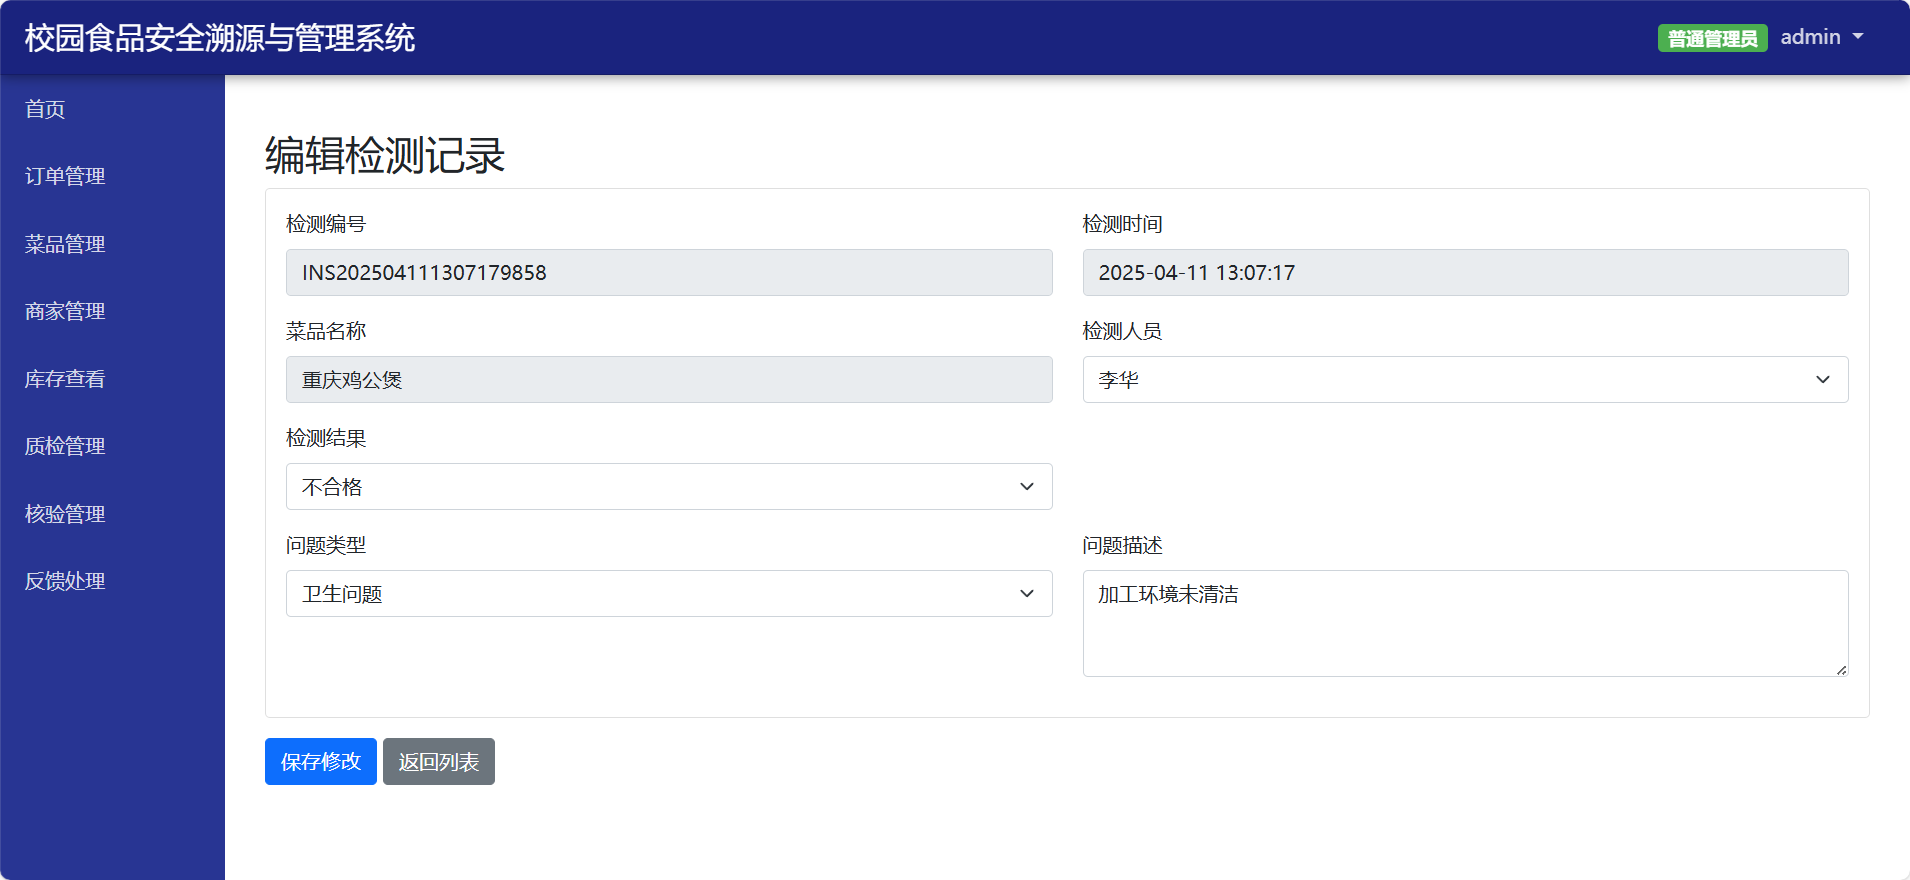 校园食品安全溯源与管理系统
普通管理员 admin
首页
订单管理
菜品管理
商家管理
库存查看
质检管理
核验管理
反馈处理
编辑检测记录
检测编号
INS202504111307179858
检测时间
2025-04-11 13:07:17
菜品名称
重庆鸡公煲
检测人员
李华
检测结果
不合格
问题类型
卫生问题
问题描述
加工环境未清洁
保存修改 返回列表